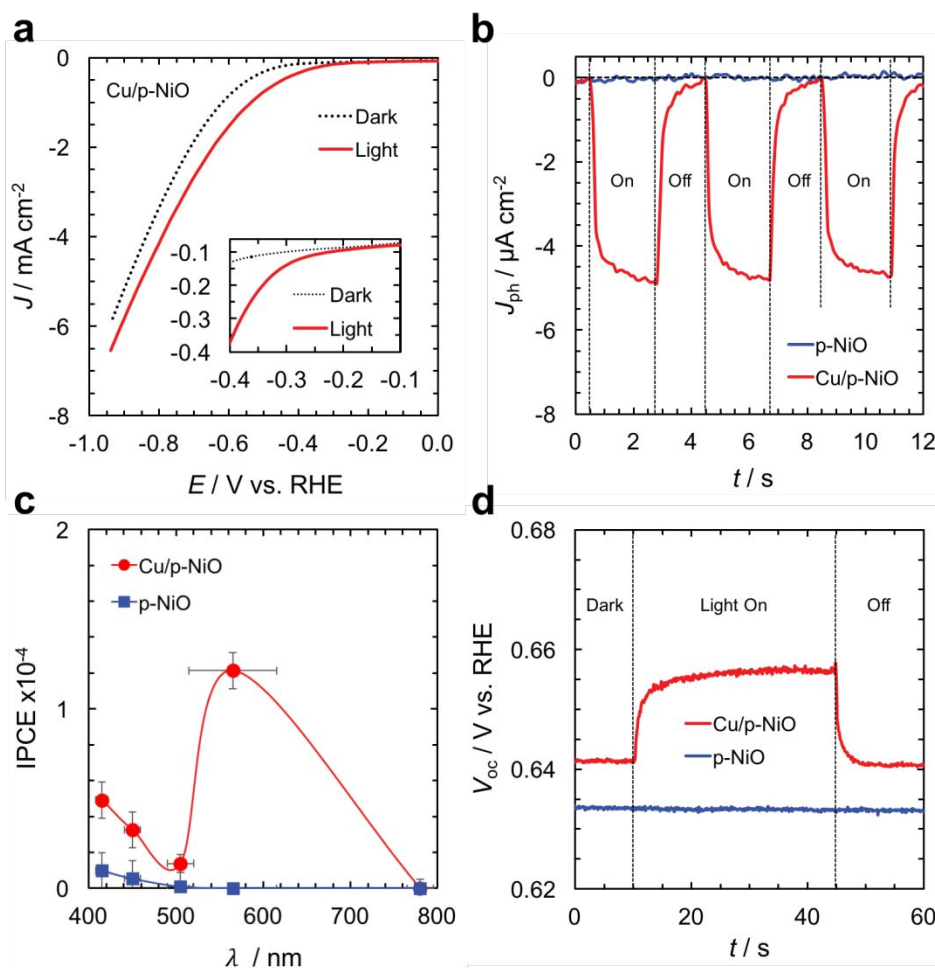 a
0
-2
-4
-6
-8
J / mA cm-2
Cu/p-NiO
Dark
Light
-0.1
-0.2
-0.3
-0.4
Dark
Light
-0.4 -0.3 -0.2 -0.1
-1.0 -0.8 -0.6 -0.4 -0.2 0.0
E / V vs. RHE
b
0
-2
-4
-6
-8
Jph / µA cm-2
On Off On Off On
p-NiO
Cu/p-NiO
0 2 4 6 8 10 12
t / s
c
2
1
0
IPCE x10-4
Cu/p-NiO
p-NiO
400 500 600 700 800
λ / nm
d
0.68
0.66
0.64
0.62
Voc / V vs. RHE
Dark Light On Off
Cu/p-NiO
p-NiO
0 20 40 60
t / s